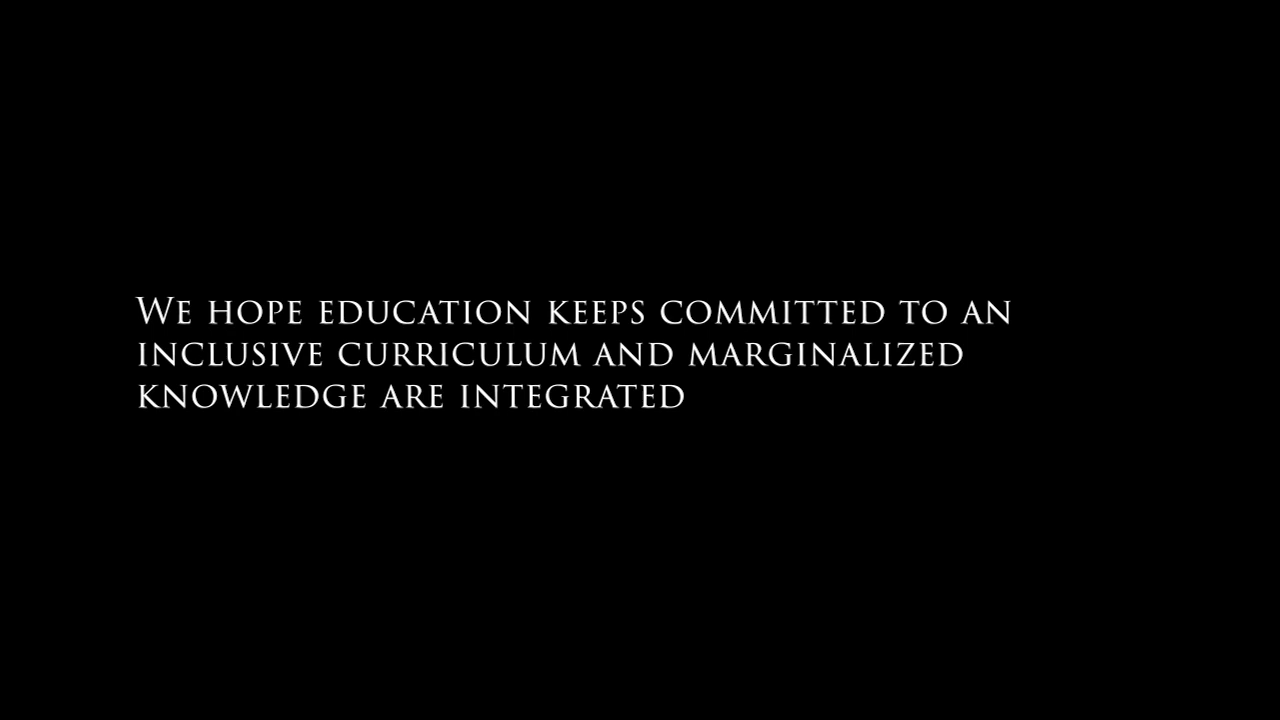 We hope education keeps committed to an
inclusive curriculum and marginalized
knowledge are integrated